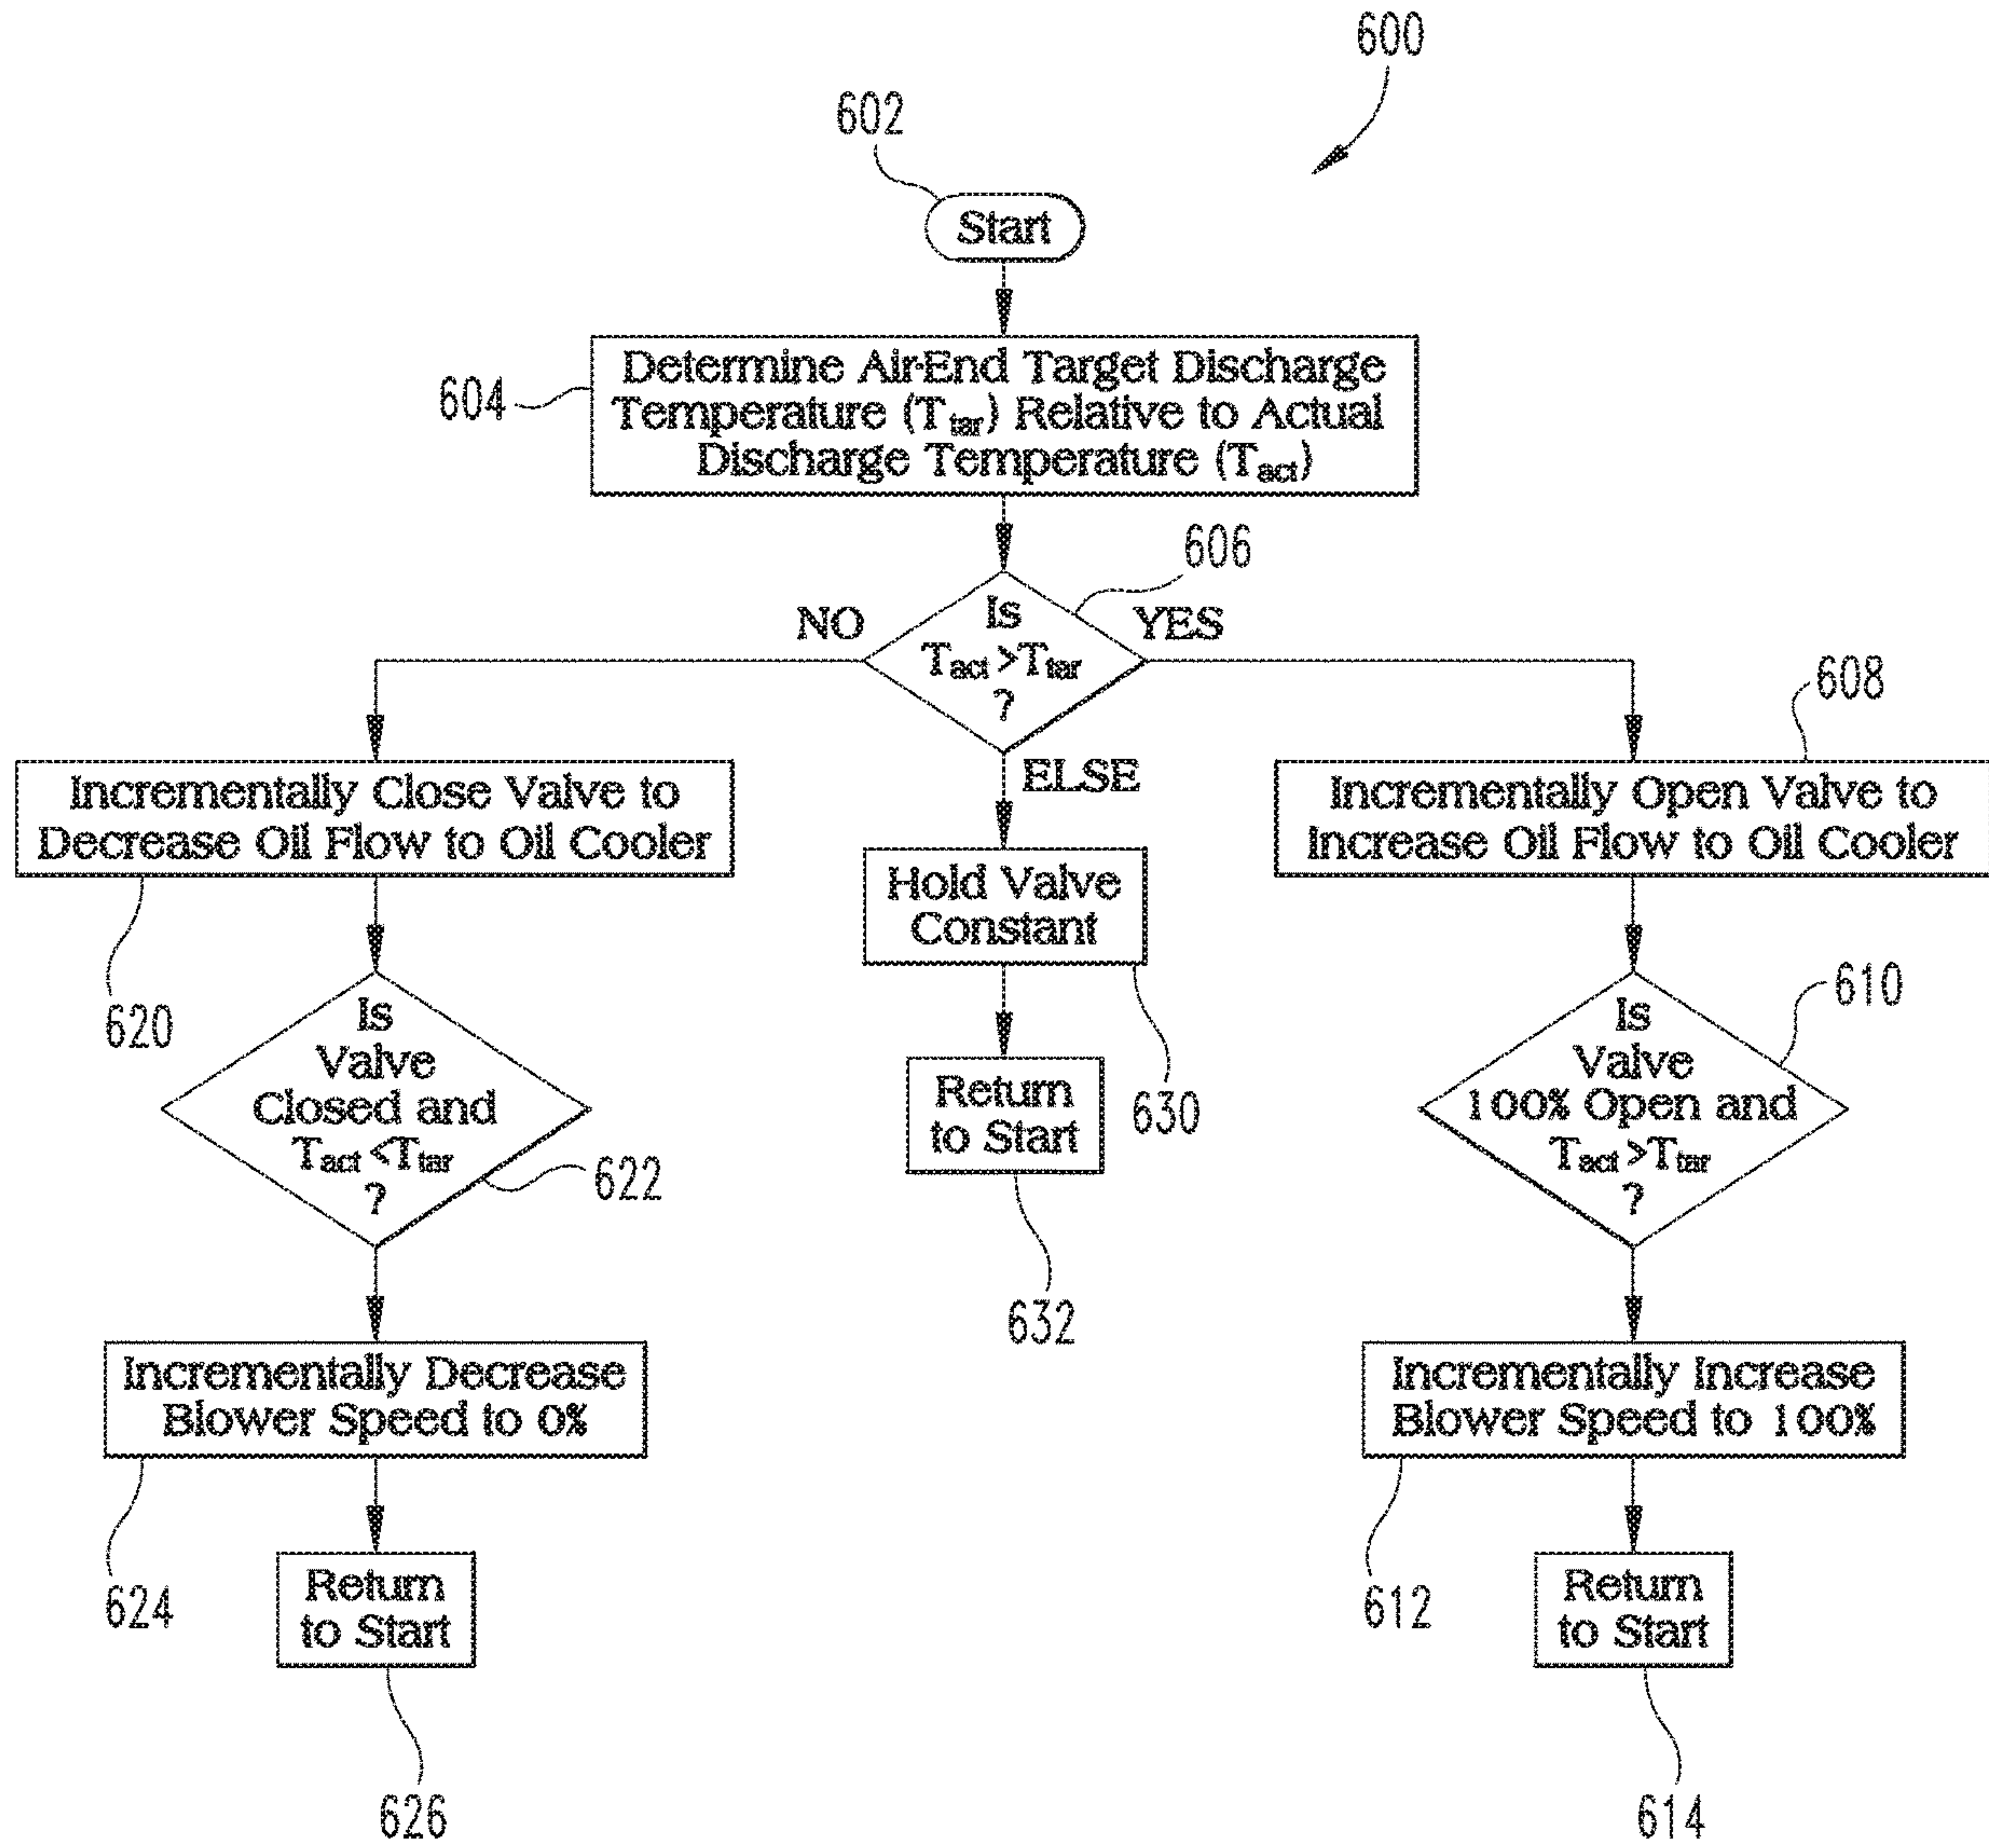 600
602
Start
604
Determine Air-End Target Discharge
Temperature (Ttar) Relative to Actual
Discharge Temperature (Tact)
606
NO
Is
Tact>Ttar
?
YES
ELSE
608
Incrementally Close Valve to
Decrease Oil Flow to Oil Cooler
620
Hold Valve
Constant
630
Incrementally Open Valve to
Increase Oil Flow to Oil Cooler
Is
Valve
Closed and
Tact<Ttar
?
622
Return
to Start
632
Is
Valve
100% Open and
Tact>Ttar
?
610
Incrementally Decrease
Blower Speed to 0%
624
Incrementally Increase
Blower Speed to 100%
612
Return
to Start
626
Return
to Start
614